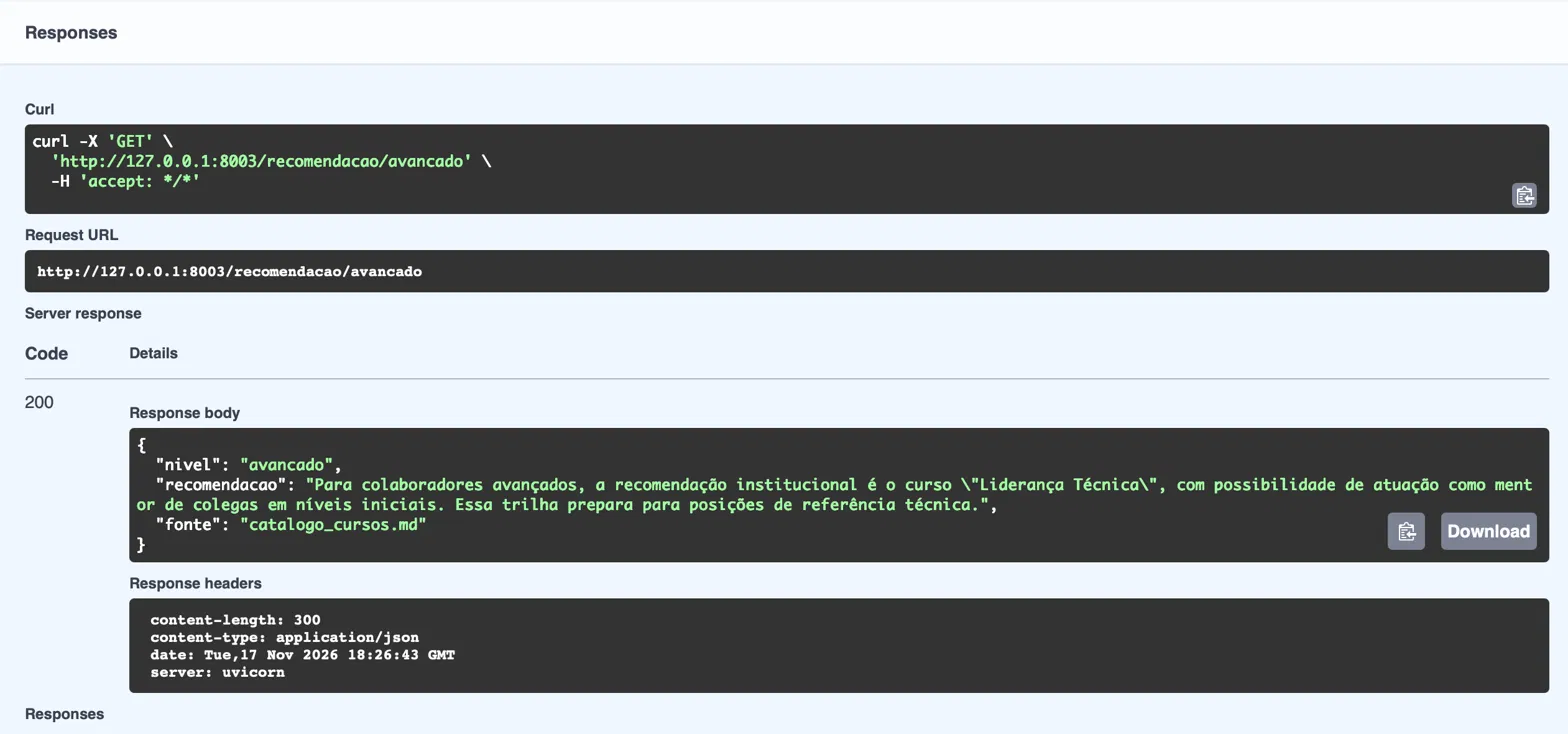 Responses
Curl
curl -X 'GET' \
  'http://127.0.0.1:8003/recomendacao/avancado' \
  -H 'accept: */*'
Request URL
http://127.0.0.1:8003/recomendacao/avancado
Server response
Code Details
200
Response body
{
  "nivel": "avancado",
  "recomendacao": "Para colaboradores avançados, a recomendação institucional é o curso \"Liderança Técnica\", com possibilidade de atuação como ment
or de colegas em níveis iniciais. Essa trilha prepara para posições de referência técnica.",
  "fonte": "catalogo_cursos.md"
}
Download
Response headers
content-length: 300
content-type: application/json
date: Tue,17 Nov 2026 18:26:43 GMT
server: uvicorn
Responses